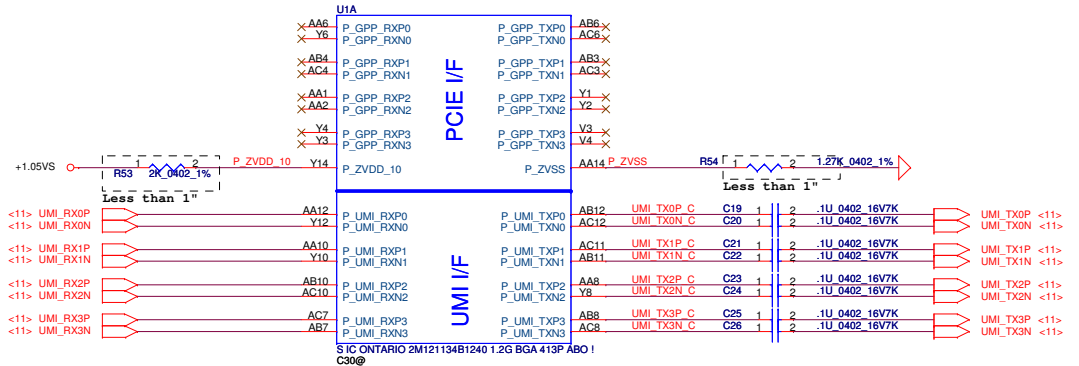 U1A
AA6 P_GPP_RXP0 P_GPP_TXP0 AB6
Y6 P_GPP_RXN0 P_GPP_TXN0 AC6
AB4 P_GPP_RXP1 P_GPP_TXP1 AB3
AC4 P_GPP_RXN1 P_GPP_TXN1 AC3
PCIE I/F
AA1 P_GPP_RXP2 P_GPP_TXP2 Y1
AA2 P_GPP_RXN2 P_GPP_TXN2 Y2
Y4 P_GPP_RXP3 P_GPP_TXP3 V3
Y3 P_GPP_RXN3 P_GPP_TXN3 V4
+1.05VS 1 2 P_ZVDD_10 Y14 P_ZVDD_10 P_ZVSS AA14 P_ZVSS R54 1 2 1.27K_0402_1%
R53 2K_0402_1%
Less than 1" Less than 1"
<11> UMI_RX0P AA12 P_UMI_RXP0 P_UMI_TXP0 AB12 UMI_TX0P_C C19 1 2 .1U_0402_16V7K UMI_TX0P <11>
<11> UMI_RX0N Y12 P_UMI_RXN0 P_UMI_TXN0 AC12 UMI_TX0N_C C20 1 2 .1U_0402_16V7K UMI_TX0N <11>
<11> UMI_RX1P AA10 P_UMI_RXP1 P_UMI_TXP1 AC11 UMI_TX1P_C C21 1 2 .1U_0402_16V7K UMI_TX1P <11>
<11> UMI_RX1N Y10 P_UMI_RXN1 P_UMI_TXN1 AB11 UMI_TX1N_C C22 1 2 .1U_0402_16V7K UMI_TX1N <11>
UMI I/F
<11> UMI_RX2P AB10 P_UMI_RXP2 P_UMI_TXP2 AA8 UMI_TX2P_C C23 1 2 .1U_0402_16V7K UMI_TX2P <11>
<11> UMI_RX2N AC10 P_UMI_RXN2 P_UMI_TXN2 Y8 UMI_TX2N_C C24 1 2 .1U_0402_16V7K UMI_TX2N <11>
<11> UMI_RX3P AC7 P_UMI_RXP3 P_UMI_TXP3 AB8 UMI_TX3P_C C25 1 2 .1U_0402_16V7K UMI_TX3P <11>
<11> UMI_RX3N AB7 P_UMI_RXN3 P_UMI_TXN3 AC8 UMI_TX3N_C C26 1 2 .1U_0402_16V7K UMI_TX3N <11>
S IC ONTARIO 2M121134B1240 1.2G BGA 413P ABO !
C30@